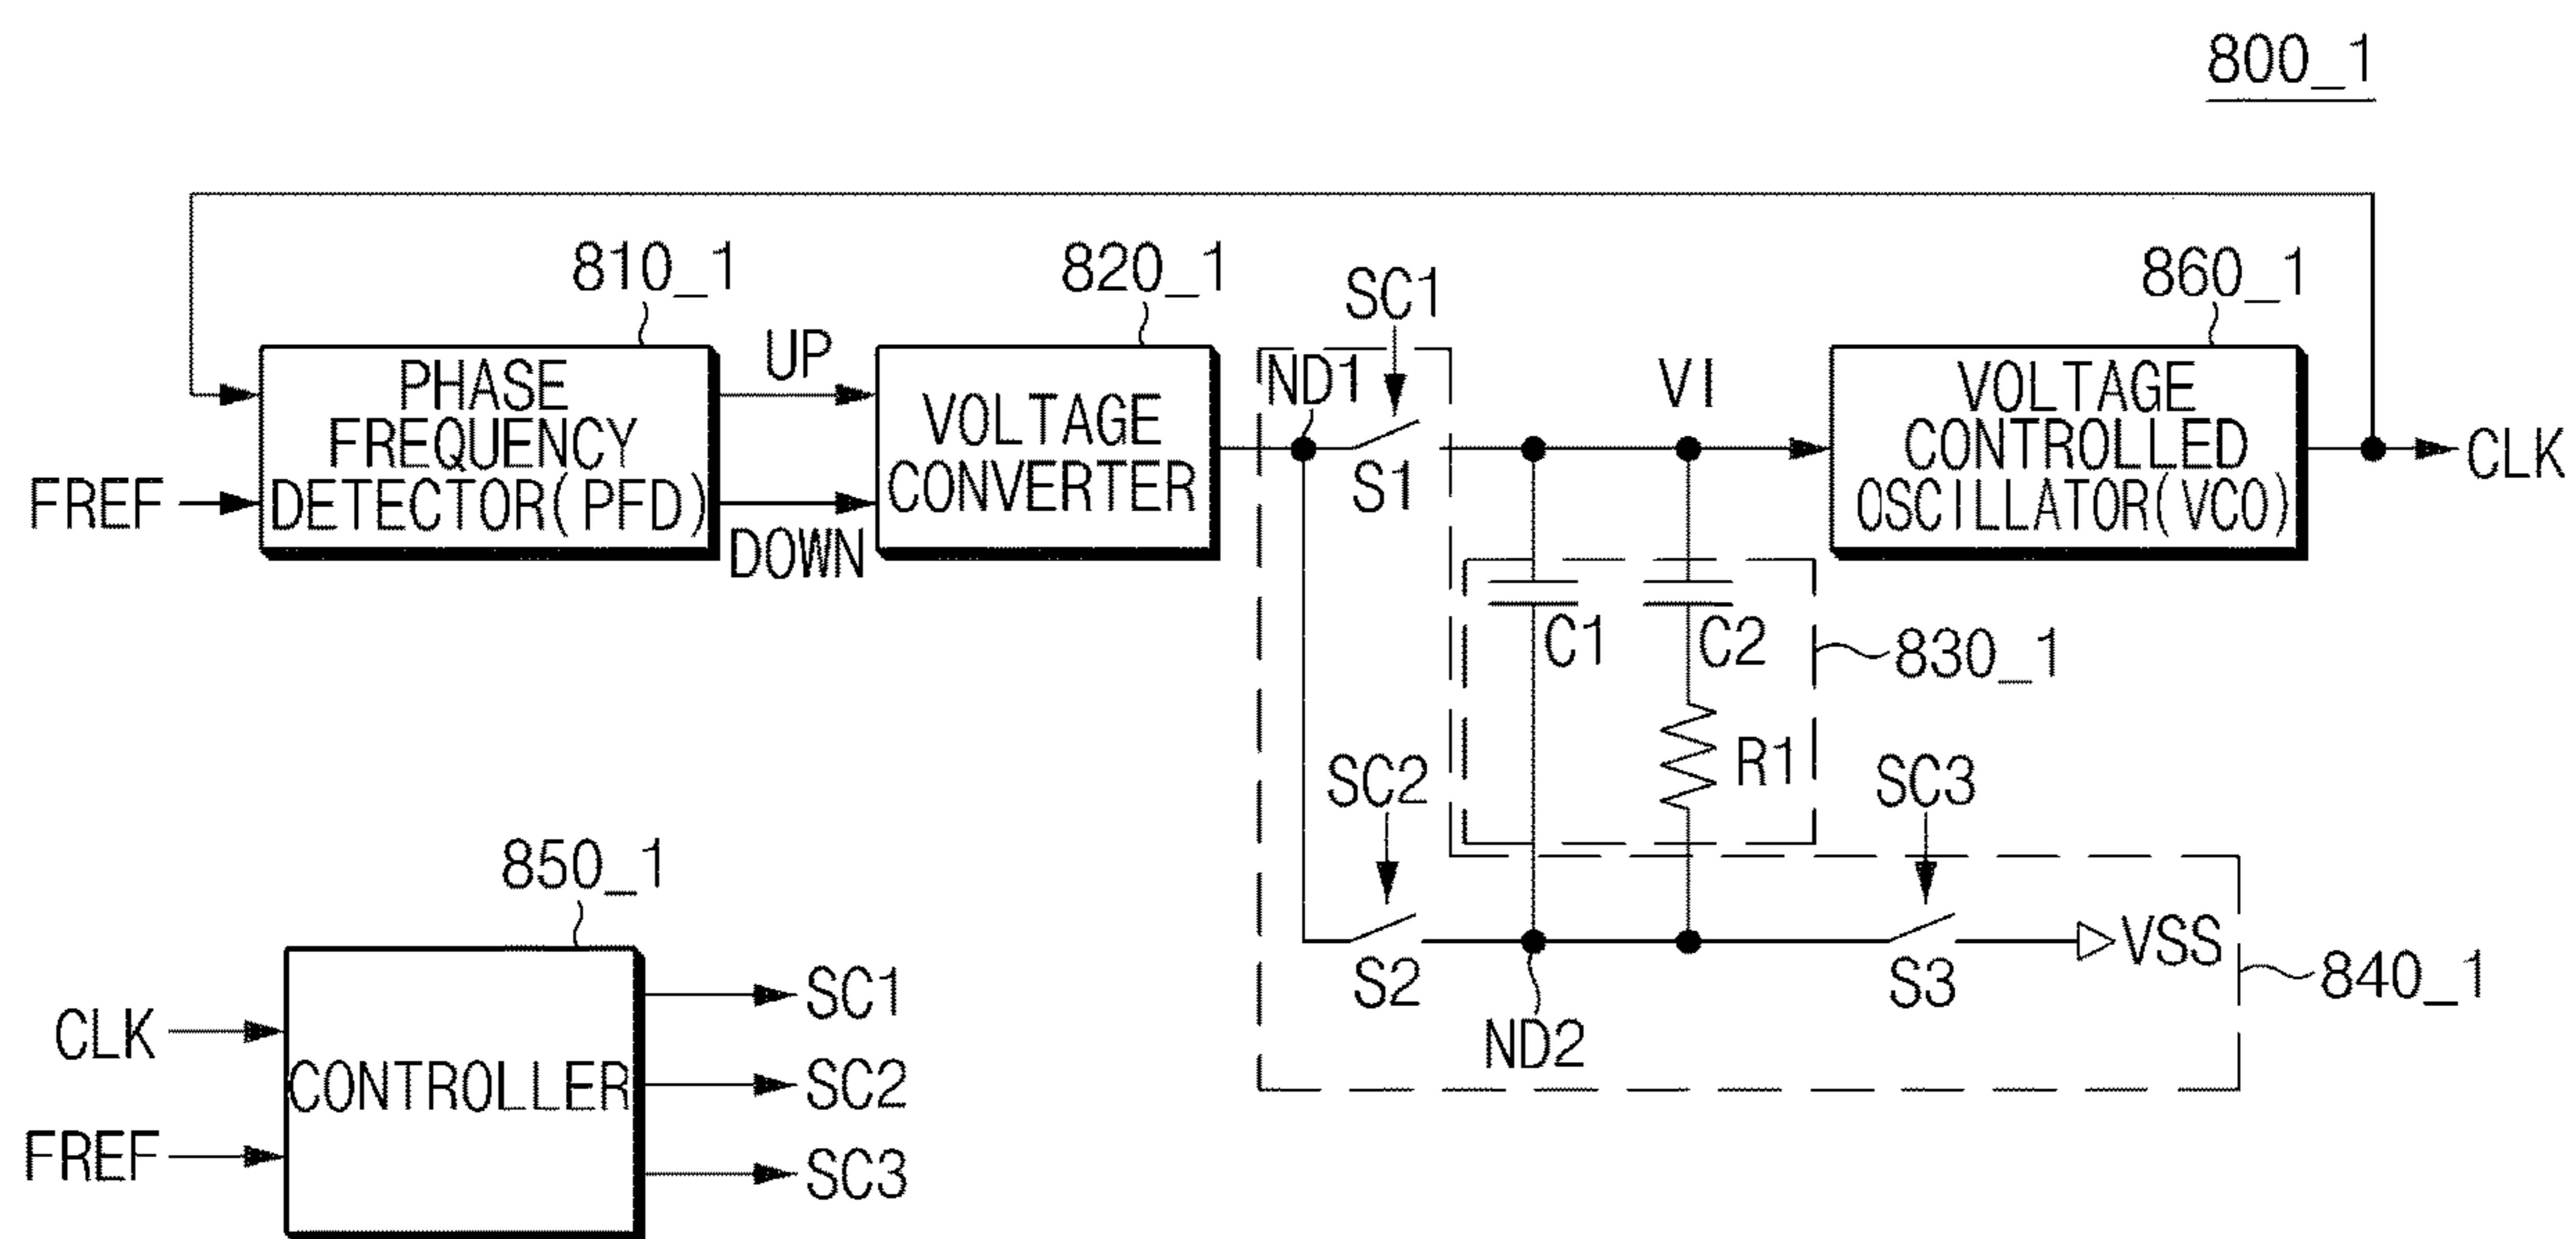 800_1
810_1
820_1
860_1
SC1
UP
ND1
VI
PHASE
FREQUENCY
DETECTOR(PFD)
VOLTAGE
CONVERTER
VOLTAGE
CONTROLLED
OSCILLATOR(VCO)
FREF
DOWN
S1
CLK
C1
C2
830_1
R1
SC2
SC3
850_1
S2
S3
VSS
840_1
ND2
CLK
FREF
CONTROLLER
SC1
SC2
SC3